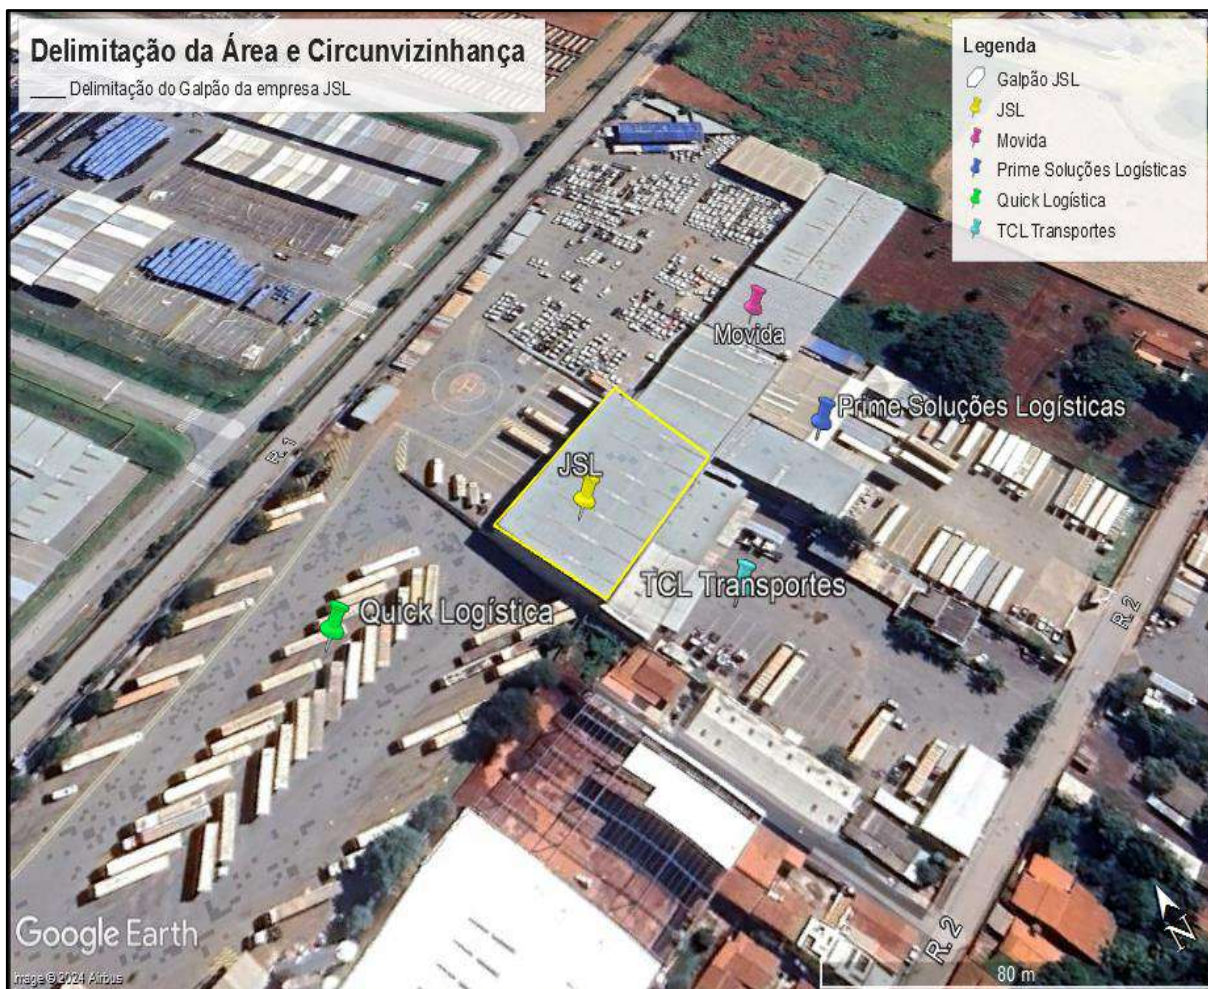 Delimitação da Área e Circunvizinhança
Delimitação do Galpão da empresa JSL
Legenda
Galpão JSL
JSL
Movida
Prime Soluções Logísticas
Quick Logística
TCL Transportes
Movida
Prime Soluções Logísticas
H
R. 1
JSL
TCL Transportes
Quick Logística
R. 2
R. 2
Google Earth
Image © 2024 Airbus
N
80 m